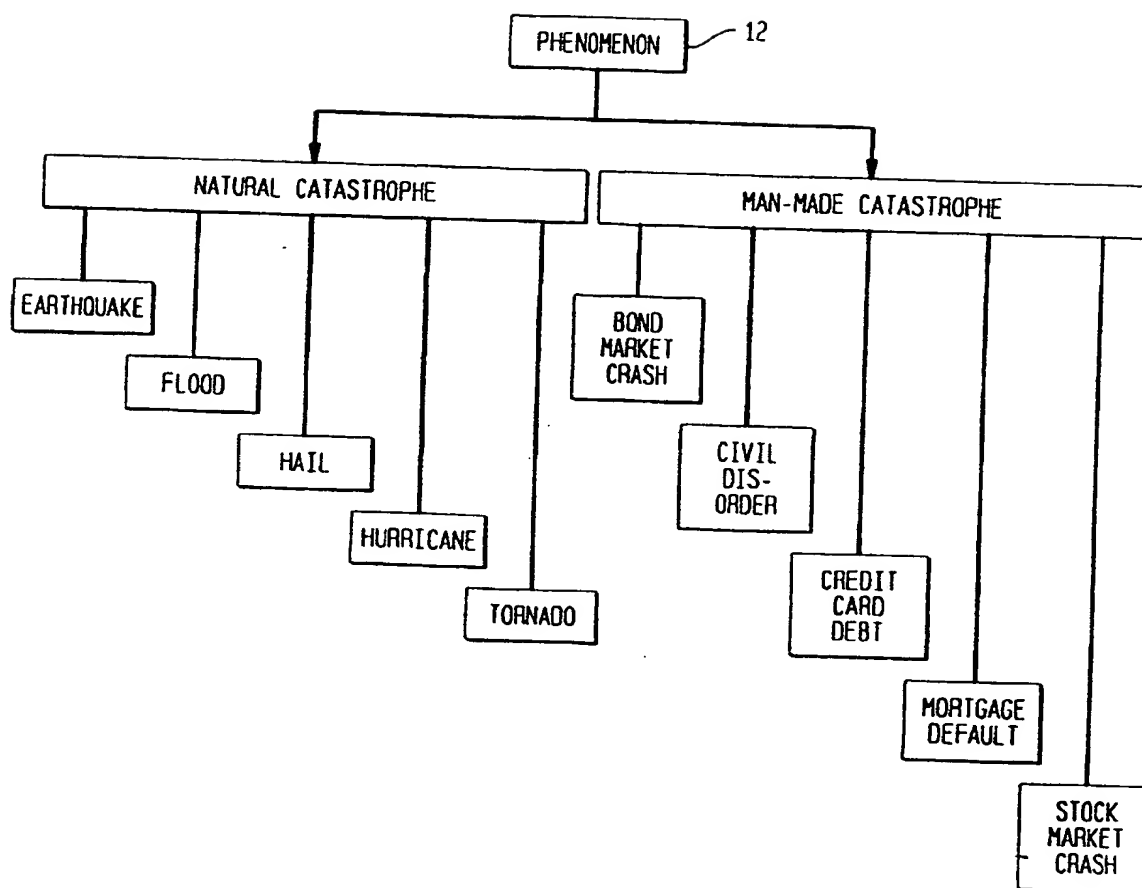 PHENOMENON
12
NATURAL CATASTROPHE
MAN-MADE CATASTROPHE
EARTHQUAKE
FLOOD
HAIL
HURRICANE
TORNADO
BOND
MARKET
CRASH
CIVIL
DIS-
ORDER
CREDIT
CARD
DEBT
MORTGAGE
DEFAULT
STOCK
MARKET
CRASH